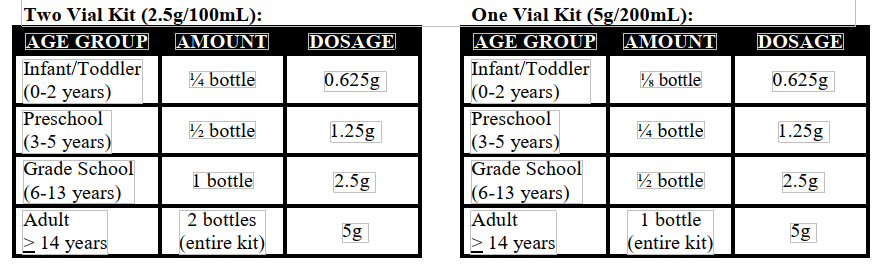 Two Vial Kit (2.5g/100mL):
AGE GROUP AMOUNT DOSAGE
Infant/Toddler
(0-2 years) ¼ bottle 0.625g
Preschool
(3-5 years) ½ bottle 1.25g
Grade School
(6-13 years) 1 bottle 2.5g
Adult
≥ 14 years 2 bottles
(entire kit) 5g
One Vial Kit (5g/200mL):
AGE GROUP AMOUNT DOSAGE
Infant/Toddler
(0-2 years) ⅛ bottle 0.625g
Preschool
(3-5 years) ¼ bottle 1.25g
Grade School
(6-13 years) ½ bottle 2.5g
Adult
≥ 14 years 1 bottle
(entire kit) 5g